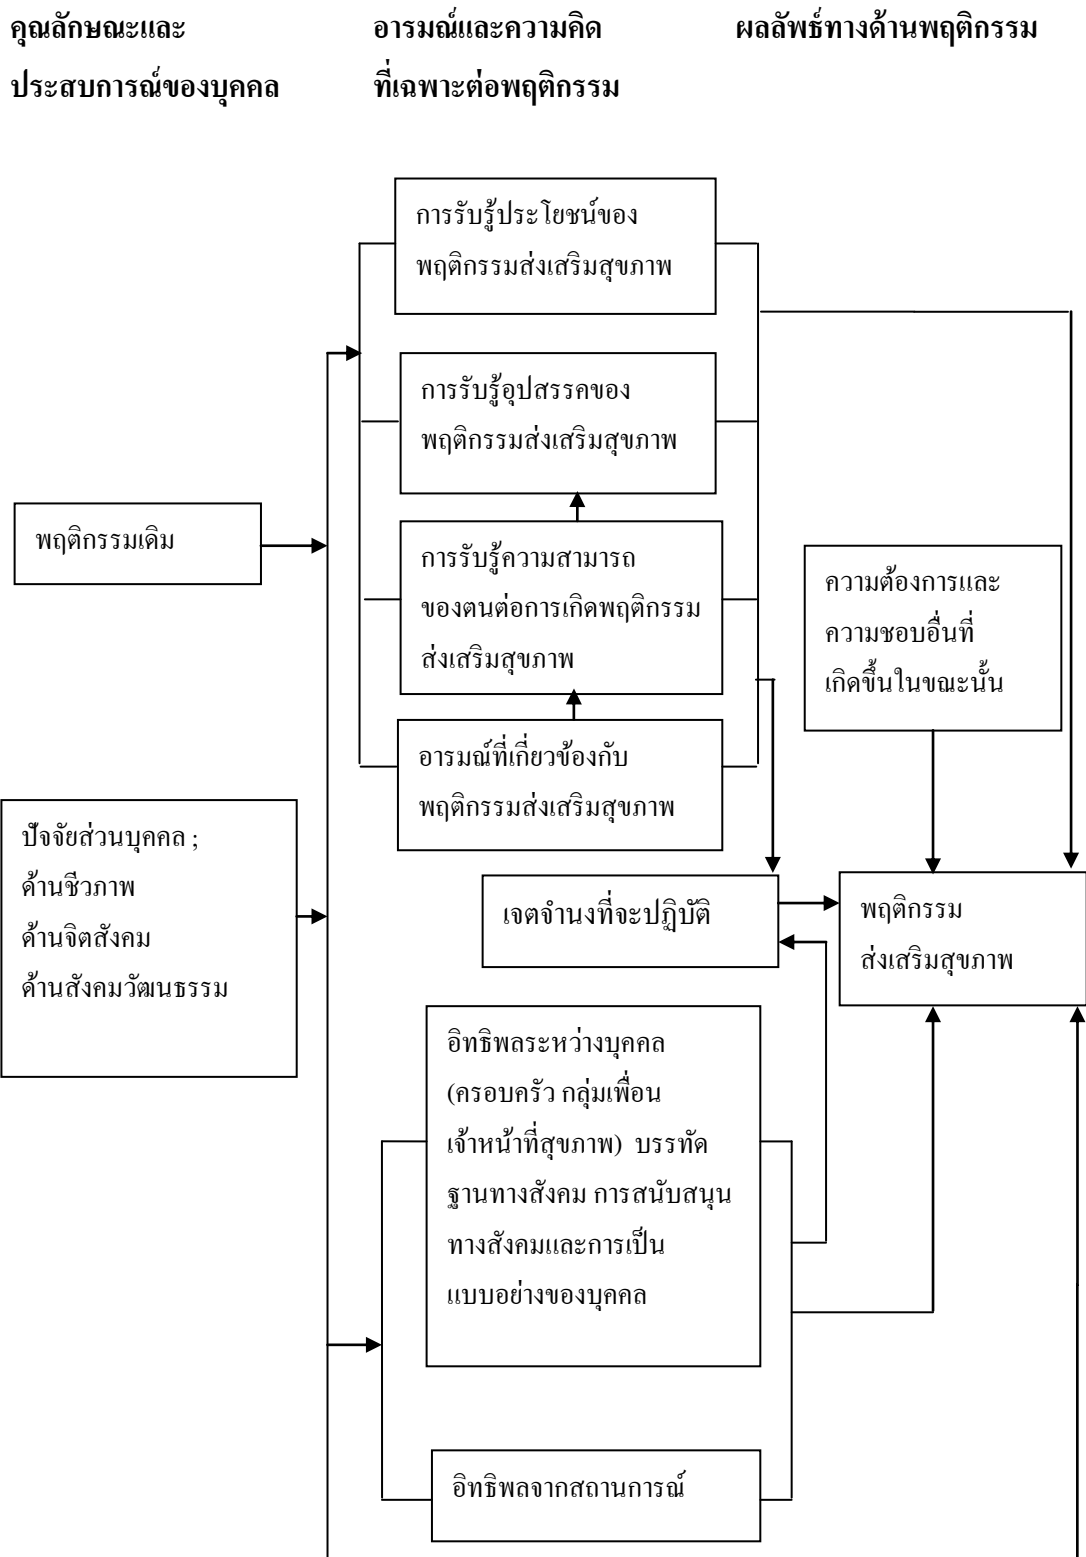 คุณลักษณะและ
ประสบการณ์ของบุคคล
อารมณ์และความคิด
ที่เฉพาะต่อพฤติกรรม
ผลลัพธ์ทางด้านพฤติกรรม
การรับรู้ประโยชน์ของ
พฤติกรรมส่งเสริมสุขภาพ
การรับรู้อุปสรรคของ
พฤติกรรมส่งเสริมสุขภาพ
พฤติกรรมเดิม
การรับรู้ความสามารถ
ของตนต่อการเกิดพฤติกรรม
ส่งเสริมสุขภาพ
ความต้องการและ
ความชอบอื่นที่
เกิดขึ้นในขณะนั้น
อารมณ์ที่เกี่ยวข้องกับ
พฤติกรรมส่งเสริมสุขภาพ
ปัจจัยส่วนบุคคล ;
ด้านชีวภาพ
ด้านจิตสังคม
ด้านสังคมวัฒนธรรม
เจตจำนงที่จะปฏิบัติ
พฤติกรรม
ส่งเสริมสุขภาพ
อิทธิพลระหว่างบุคคล
(ครอบครัว กลุ่มเพื่อน
เจ้าหน้าที่สุขภาพ) บรรทัด
ฐานทางสังคม การสนับสนุน
ทางสังคมและการเป็น
แบบอย่างของบุคคล
อิทธิพลจากสถานการณ์